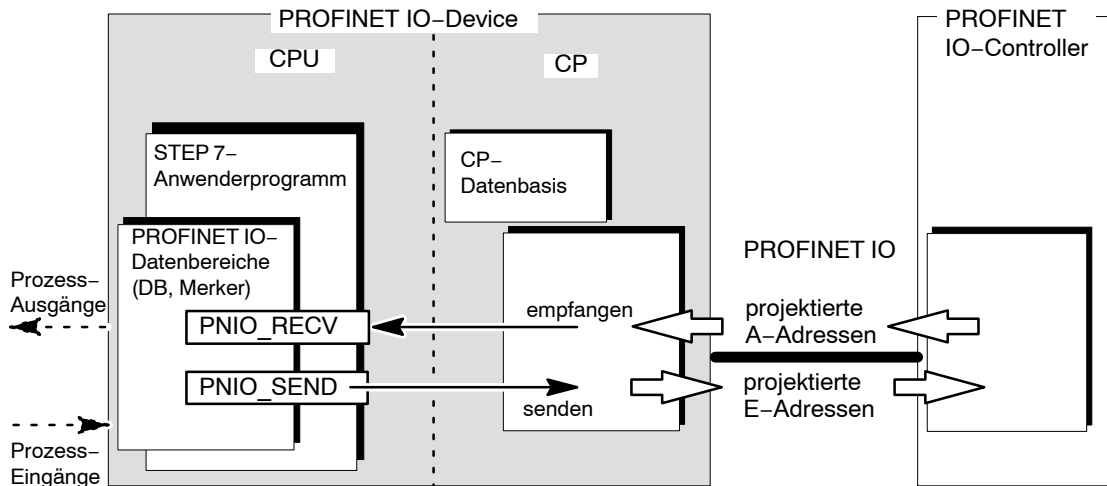 PROFINET IO–Device
CPU
CP
PROFINET
IO–Controller
STEP 7–
Anwenderprogramm
CP–
Datenbasis
PROFINET IO–
Datenbereiche
(DB, Merker)
Prozess–
Ausgänge
PNIO_RECV
empfangen
PROFINET IO
projektierte
A–Adressen
PNIO_SEND
senden
projektierte
E–Adressen
Prozess–
Eingänge